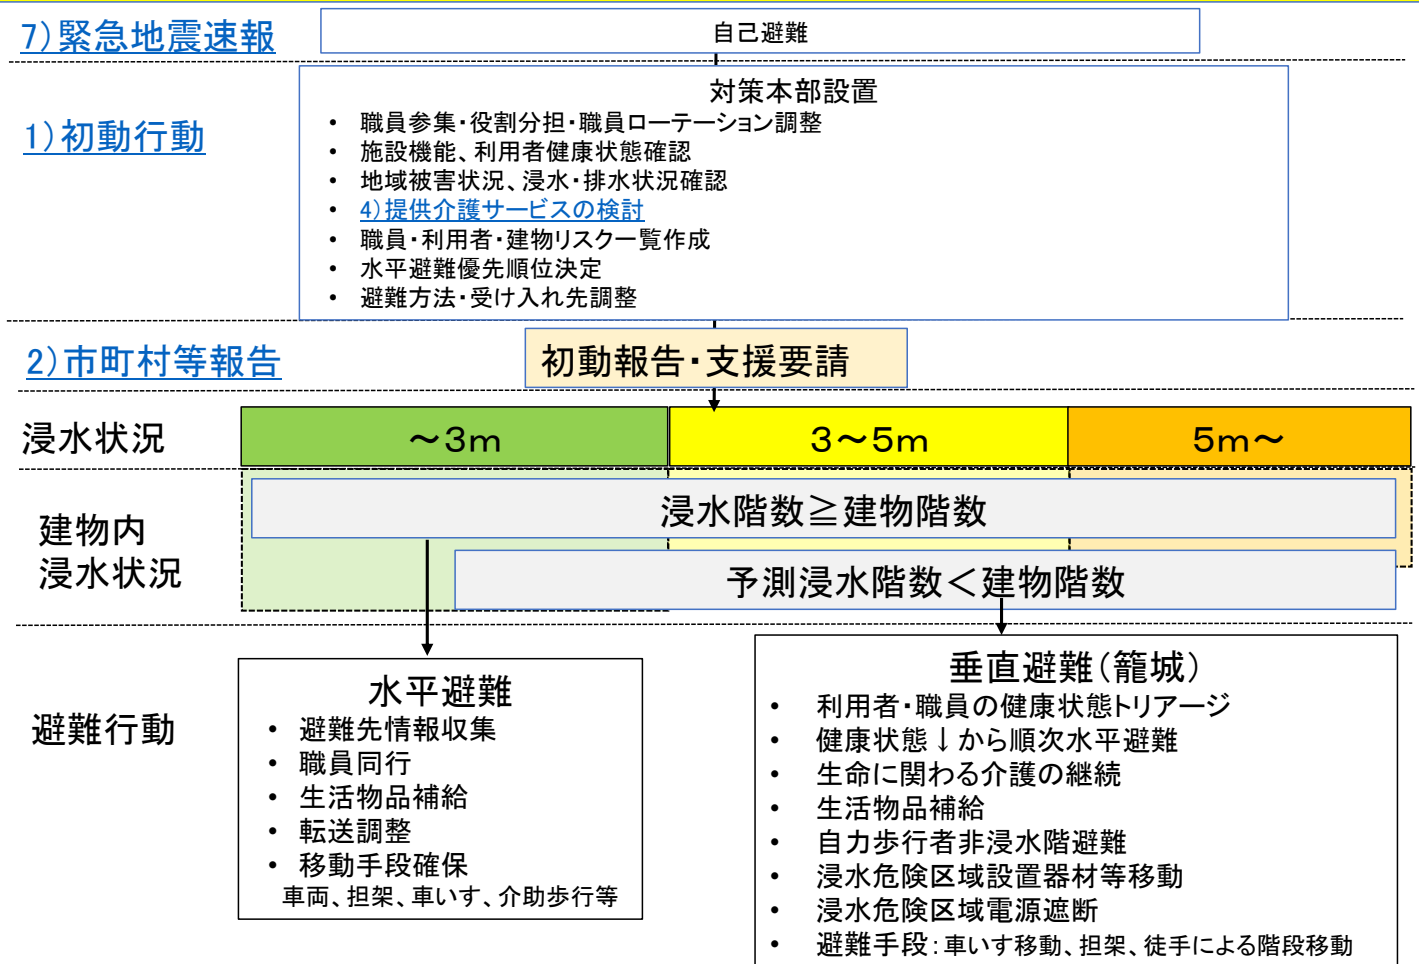 7)緊急地震速報
自己避難
1)初動行動
対策本部設置
• 職員参集・役割分担・職員ローテーション調整
• 施設機能、利用者健康状態確認
• 地域被害状況、浸水・排水状況確認
• 4)提供介護サービスの検討
• 職員・利用者・建物リスク一覧作成
• 水平避難優先順位決定
• 避難方法・受け入れ先調整
2)市町村等報告
初動報告・支援要請
浸水状況
～3m
3～5m
5m～
建物内
浸水状況
浸水階数≧建物階数
予測浸水階数＜建物階数
避難行動
水平避難
• 避難先情報収集
• 職員同行
• 生活物品補給
• 転送調整
• 移動手段確保
車両、担架、車いす、介助歩行等
垂直避難(籠城)
• 利用者・職員の健康状態トリアージ
• 健康状態↓から順次水平避難
• 生命に関わる介護の継続
• 生活物品補給
• 自力歩行者非浸水階避難
• 浸水危険区域設置器材等移動
• 浸水危険区域電源遮断
• 避難手段：車いす移動、担架、徒手による階段移動